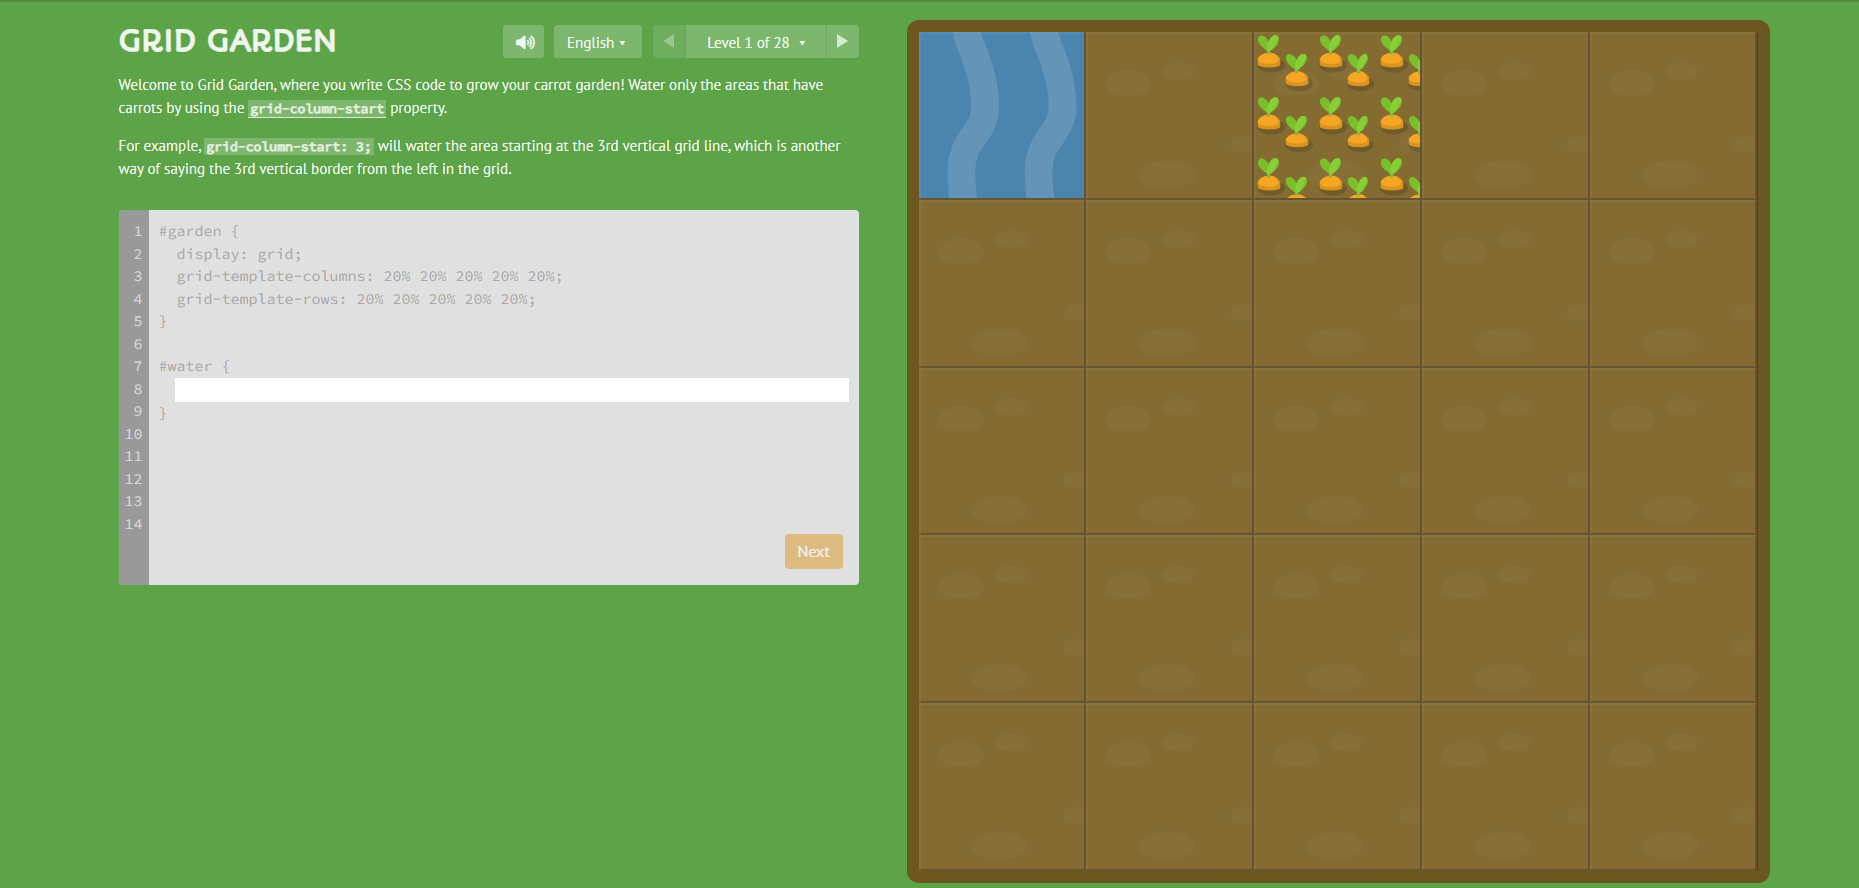 GRID GARDEN
English ▾
Level 1 of 28 ▾
Welcome to Grid Garden, where you write CSS code to grow your carrot garden! Water only the areas that have
carrots by using the grid-column-start property.
For example, grid-column-start: 3; will water the area starting at the 3rd vertical grid line, which is another
way of saying the 3rd vertical border from the left in the grid.
1 #garden {
2 display: grid;
3 grid-template-columns: 20% 20% 20% 20% 20%;
4 grid-template-rows: 20% 20% 20% 20% 20%;
5 }
6
7 #water {
8
9 }
10
11
12
13
14
Next